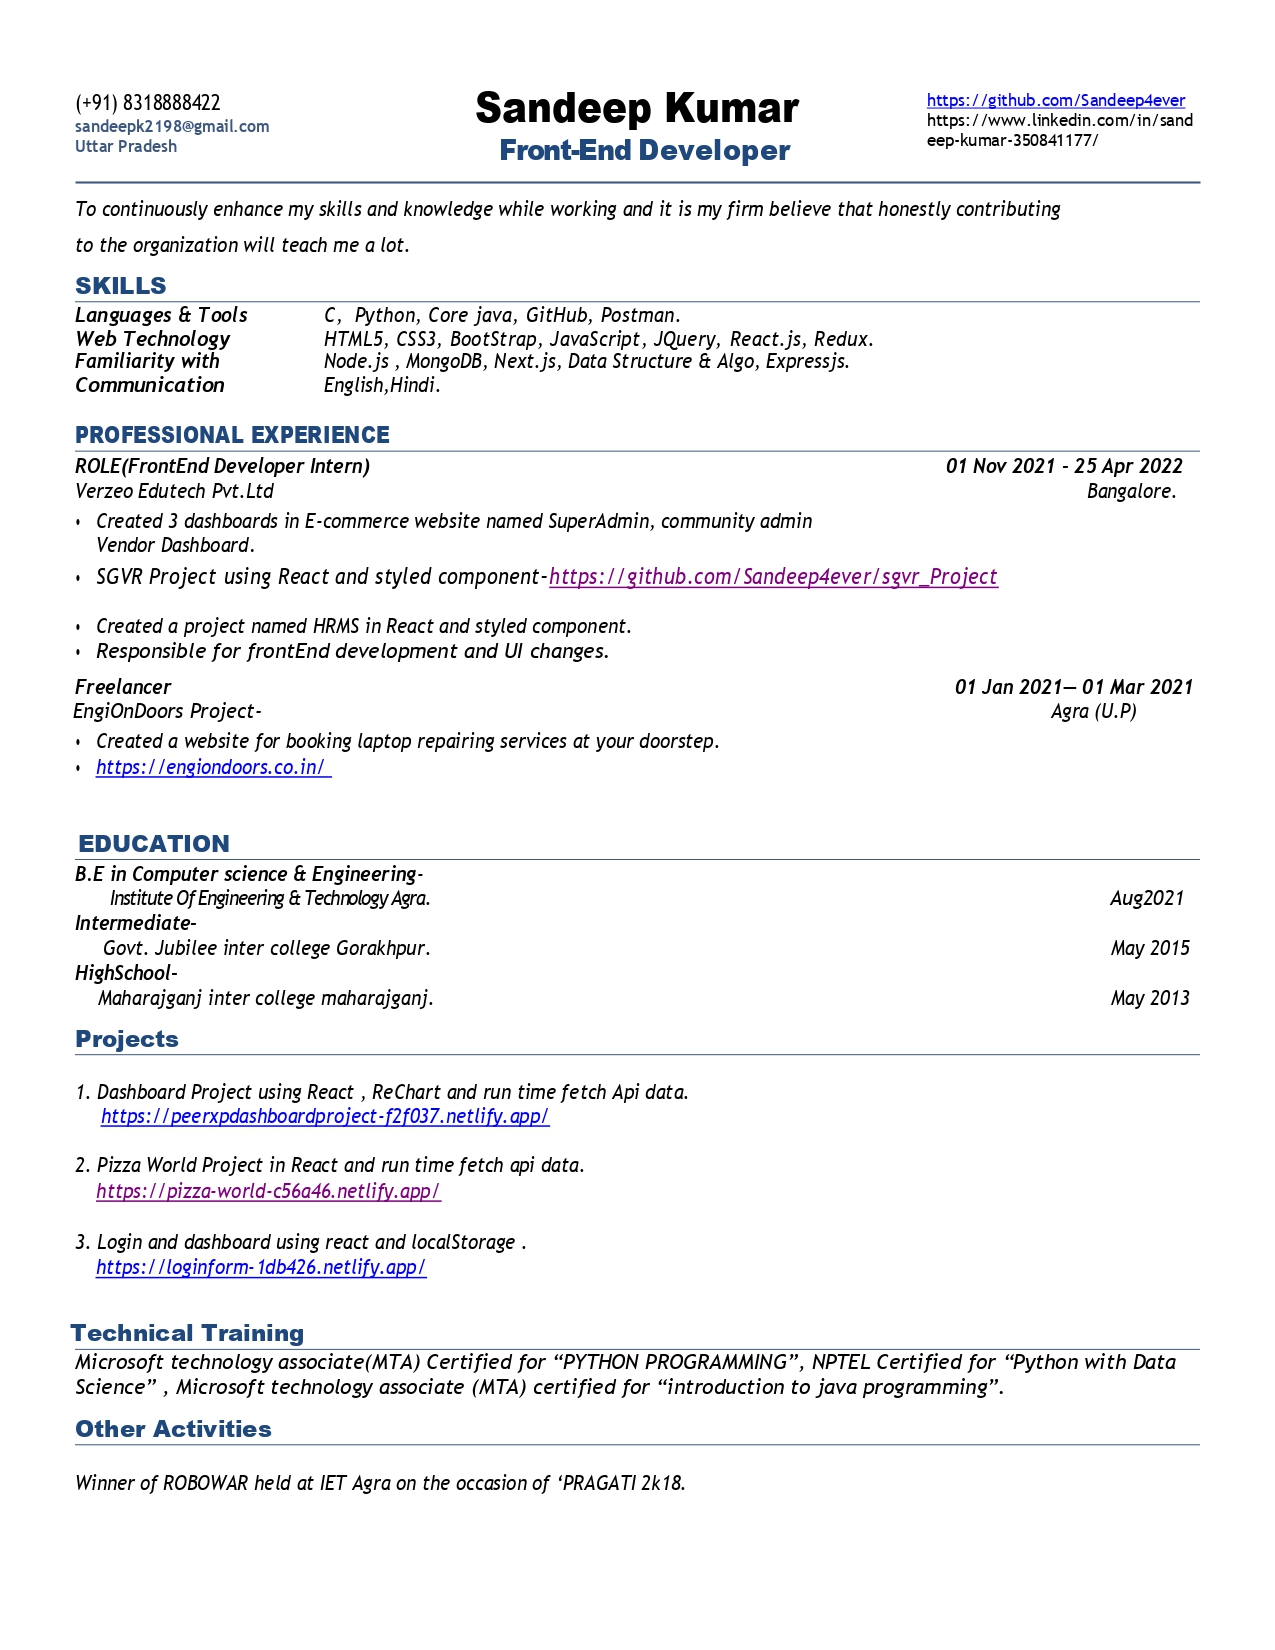 (+91) 8318888422
sandeepk2198@gmail.com
Uttar Pradesh
Sandeep Kumar
Front-End Developer
https://github.com/Sandeep4ever
https://www.linkedin.com/in/sand
eep-kumar-350841177/
To continuously enhance my skills and knowledge while working and it is my firm believe that honestly contributing
to the organization will teach me a lot.
SKILLS
Languages & Tools C, Python, Core java, GitHub, Postman.
Web Technology HTML5, CSS3, BootStrap, JavaScript, JQuery, React.js, Redux.
Familiarity with Node.js , MongoDB, Next.js, Data Structure & Algo, Expressjs.
Communication English,Hindi.
PROFESSIONAL EXPERIENCE
ROLE(FrontEnd Developer Intern) 01 Nov 2021 - 25 Apr 2022
Verzeo Edutech Pvt.Ltd Bangalore.
• Created 3 dashboards in E-commerce website named SuperAdmin, community admin
Vendor Dashboard.
• SGVR Project using React and styled component-https://github.com/Sandeep4ever/sgvr_Project
• Created a project named HRMS in React and styled component.
• Responsible for frontEnd development and UI changes.
Freelancer 01 Jan 2021— 01 Mar 2021
EngiOnDoors Project- Agra (U.P)
• Created a website for booking laptop repairing services at your doorstep.
• https://engiondoors.co.in/
EDUCATION
B.E in Computer science & Engineering-
Institute Of Engineering & Technology Agra. Aug2021
Intermediate-
Govt. Jubilee inter college Gorakhpur. May 2015
HighSchool-
Maharajganj inter college maharajganj. May 2013
Projects
1. Dashboard Project using React , ReChart and run time fetch Api data.
https://peerxpdashboardproject-f2f037.netlify.app/
2. Pizza World Project in React and run time fetch api data.
https://pizza-world-c56a46.netlify.app/
3. Login and dashboard using react and localStorage .
https://loginform-1db426.netlify.app/
Technical Training
Microsoft technology associate(MTA) Certified for “PYTHON PROGRAMMING”, NPTEL Certified for “Python with Data
Science” , Microsoft technology associate (MTA) certified for “introduction to java programming”.
Other Activities
Winner of ROBOWAR held at IET Agra on the occasion of ‘PRAGATI 2k18.